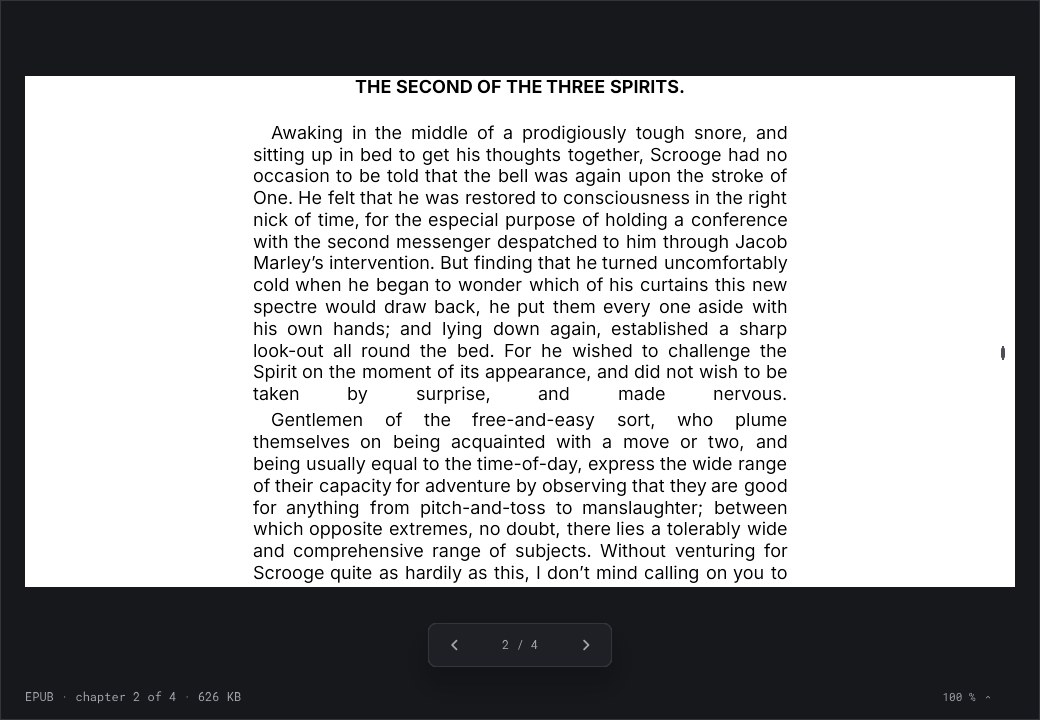 THE SECOND OF THE THREE SPIRITS.
Awaking in the middle of a prodigiously tough snore, and
sitting up in bed to get his thoughts together, Scrooge had no
occasion to be told that the bell was again upon the stroke of
One. He felt that he was restored to consciousness in the right
nick of time, for the especial purpose of holding a conference
with the second messenger despatched to him through Jacob
Marley’s intervention. But finding that he turned uncomfortably
cold when he began to wonder which of his curtains this new
spectre would draw back, he put them every one aside with
his own hands; and lying down again, established a sharp
look-out all round the bed. For he wished to challenge the
Spirit on the moment of its appearance, and did not wish to be
taken by surprise, and made nervous.
Gentlemen of the free-and-easy sort, who plume
themselves on being acquainted with a move or two, and
being usually equal to the time-of-day, express the wide range
of their capacity for adventure by observing that they are good
for anything from pitch-and-toss to manslaughter; between
which opposite extremes, no doubt, there lies a tolerably wide
and comprehensive range of subjects. Without venturing for
Scrooge quite as hardily as this, I don’t mind calling on you to
2 / 4
EPUB · chapter 2 of 4 · 626 KB
100 %